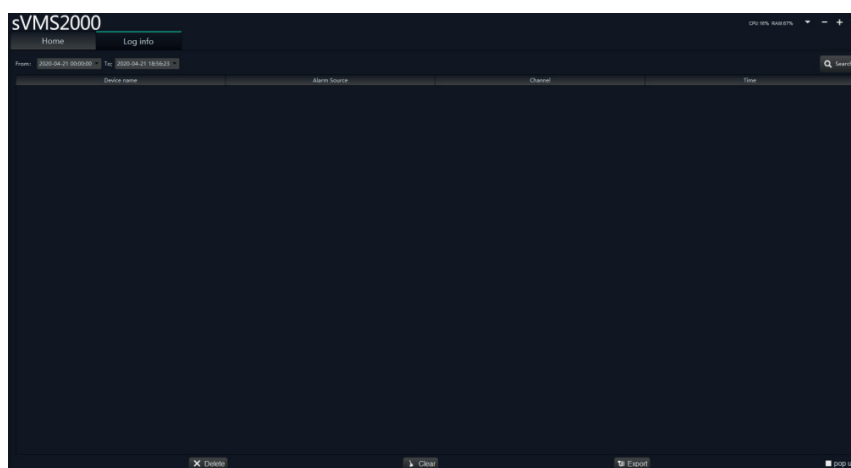 sVMS2000
CPU:18% RAM:67%
Home Log info
From: 2020-04-21 00:00:00 To: 2020-04-21 18:56:23 Search
Device name Alarm Source Channel Time
Delete Clear Export pop u